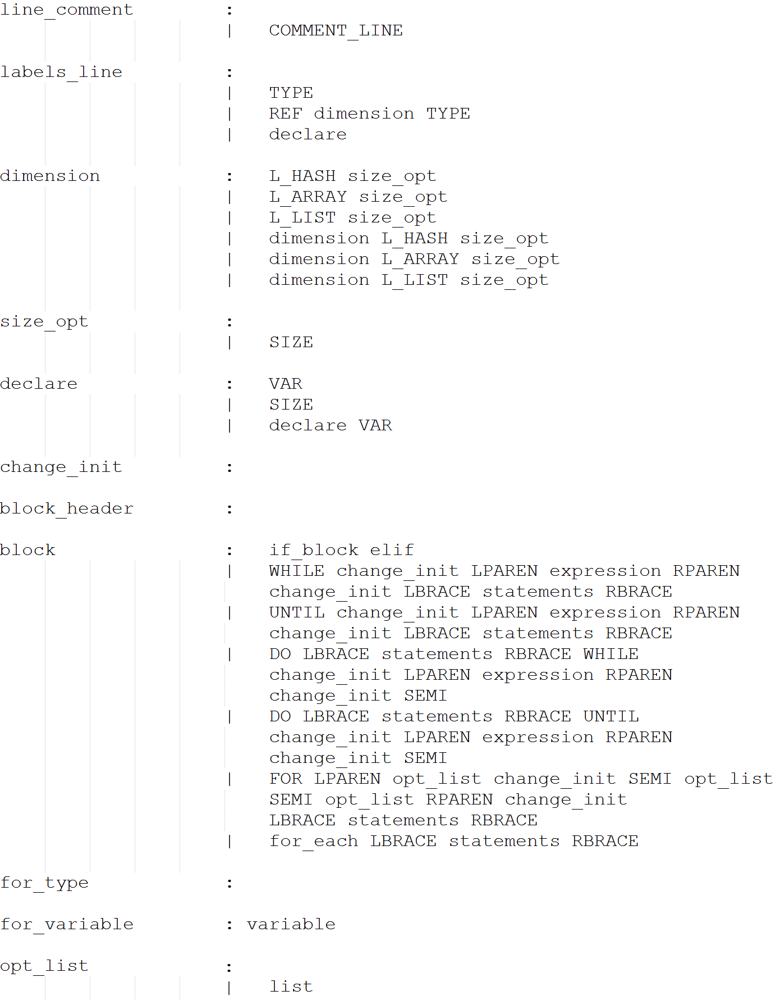 line_comment :
| COMMENT_LINE
labels_line :
| TYPE
| REF dimension TYPE
| declare
dimension : L_HASH size_opt
| L_ARRAY size_opt
| L_LIST size_opt
| dimension L_HASH size_opt
| dimension L_ARRAY size_opt
| dimension L_LIST size_opt
size_opt :
| SIZE
declare : VAR
| SIZE
| declare VAR
change_init :
block_header :
block : if_block elif
| WHILE change_init LPAREN expression RPAREN
change_init LBRACE statements RBRACE
| UNTIL change_init LPAREN expression RPAREN
change_init LBRACE statements RBRACE
| DO LBRACE statements RBRACE WHILE
change_init LPAREN expression RPAREN
change_init SEMI
| DO LBRACE statements RBRACE UNTIL
change_init LPAREN expression RPAREN
change_init SEMI
| FOR LPAREN opt_list change_init SEMI opt_list
SEMI opt_list RPAREN change_init
LBRACE statements RBRACE
| for_each LBRACE statements RBRACE
for_type :
for_variable : variable
opt_list :
| list